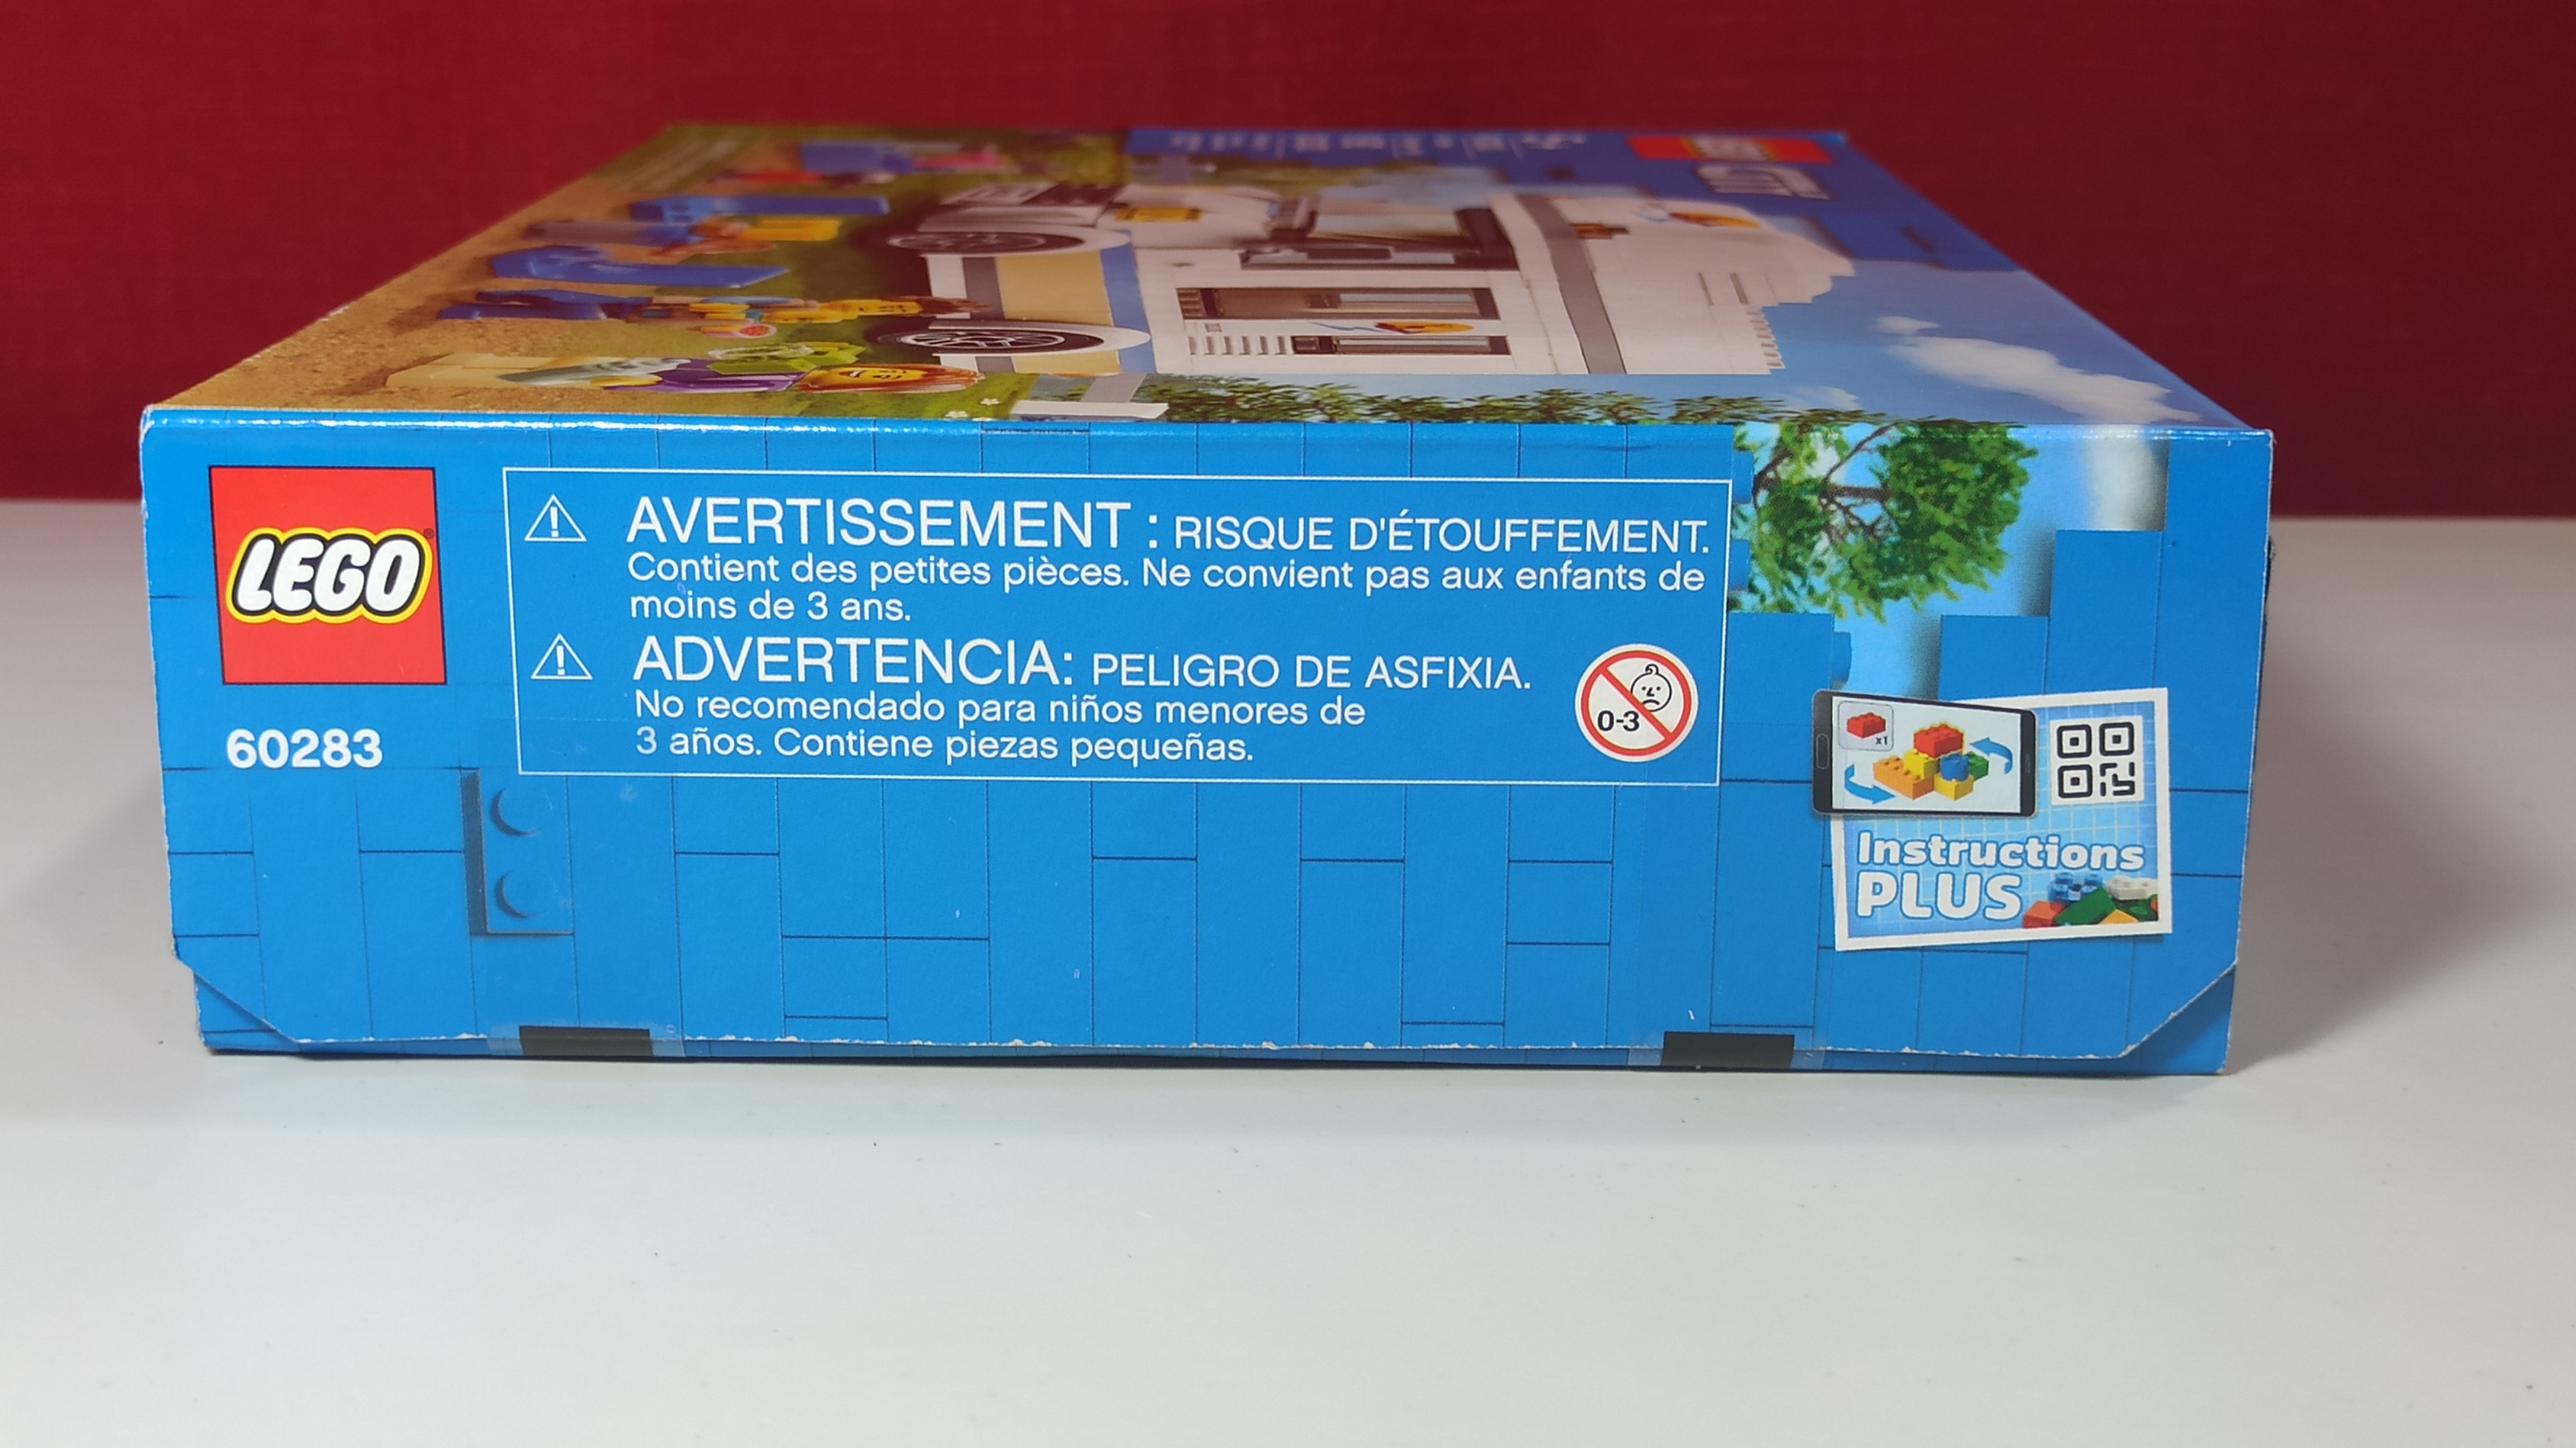 LEGO
60283
AVERTISSEMENT : RISQUE D'ÉTOUFFEMENT.
Contient des petites pièces. Ne convient pas aux enfants de
moins de 3 ans.
ADVERTENCIA: PELIGRO DE ASFIXIA.
No recomendado para niños menores de
3 años. Contiene piezas pequeñas.
0-3
x1
Instructions
PLUS